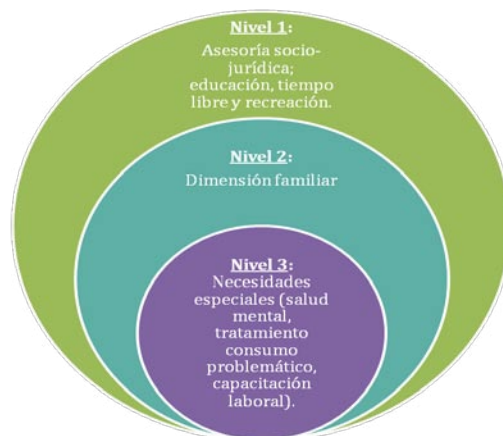 Nivel 1:
Asesoría socio-
jurídica;
educación, tiempo
libre y recreación.
Nivel 2:
Dimensión familiar
Nivel 3:
Necesidades
especiales (salud
mental,
tratamiento
consumo
problemático,
capacitación
laboral).